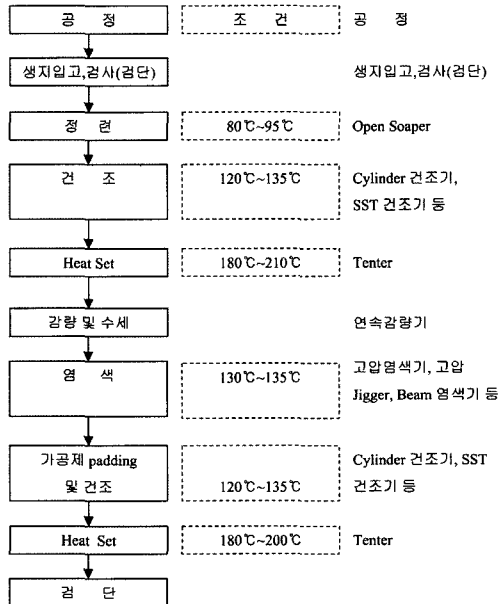 공 정 조 건 공 정
생지입고,검사(검단) 생지입고,검사(검단)
정 련 80℃~95℃ Open Soaper
건 조 120℃~135℃ Cylinder 건조기,
SST 건조기 등
Heat Set 180℃~210℃ Tenter
감량 및 수세 연속감량기
염 색 130℃~135℃ 고압염색기, 고압
Jigger, Beam 염색기 등
가공제 padding Cylinder 건조기, SST
및 건조 120℃~135℃ 건조기 등
Heat Set 180℃~200℃ Tenter
검 단